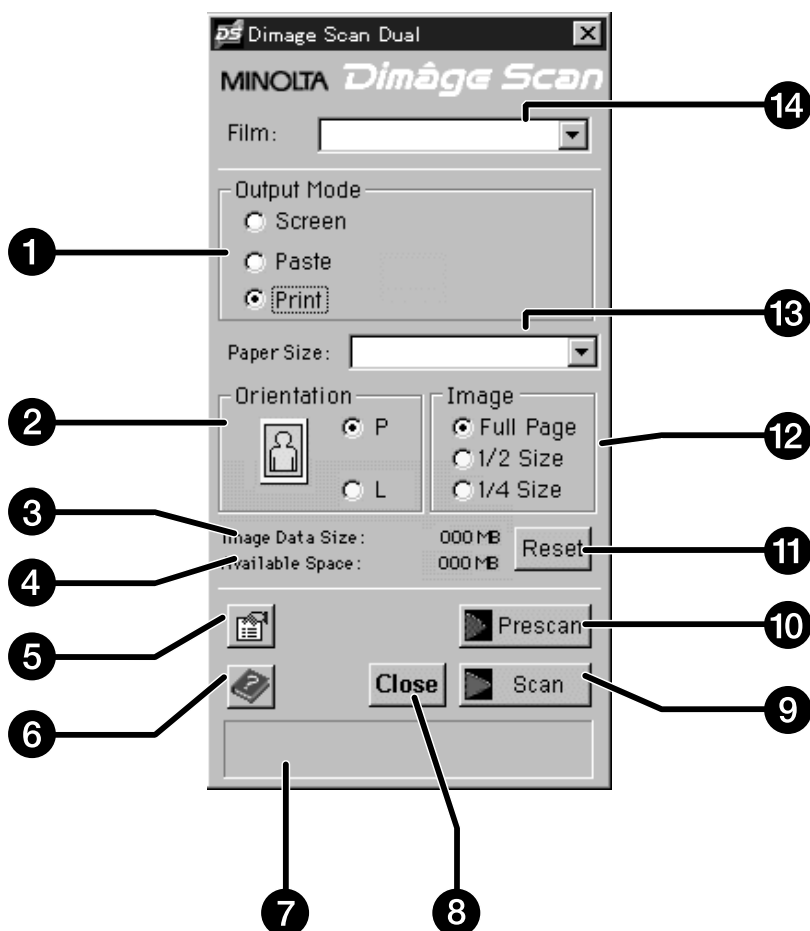 DS Dimage Scan Dual
MINOLTA Dimâge Scan
14
Film:
Output Mode
Screen
1
Paste
Print
13
Paper Size:
Orientation
Image
2
P
Full Page
12
1/2 Size
L
1/4 Size
3
Image Data Size: 000 MB
Reset
11
4
Available Space: 000 MB
5
Prescan
10
6
?
Close
Scan
9
7
8